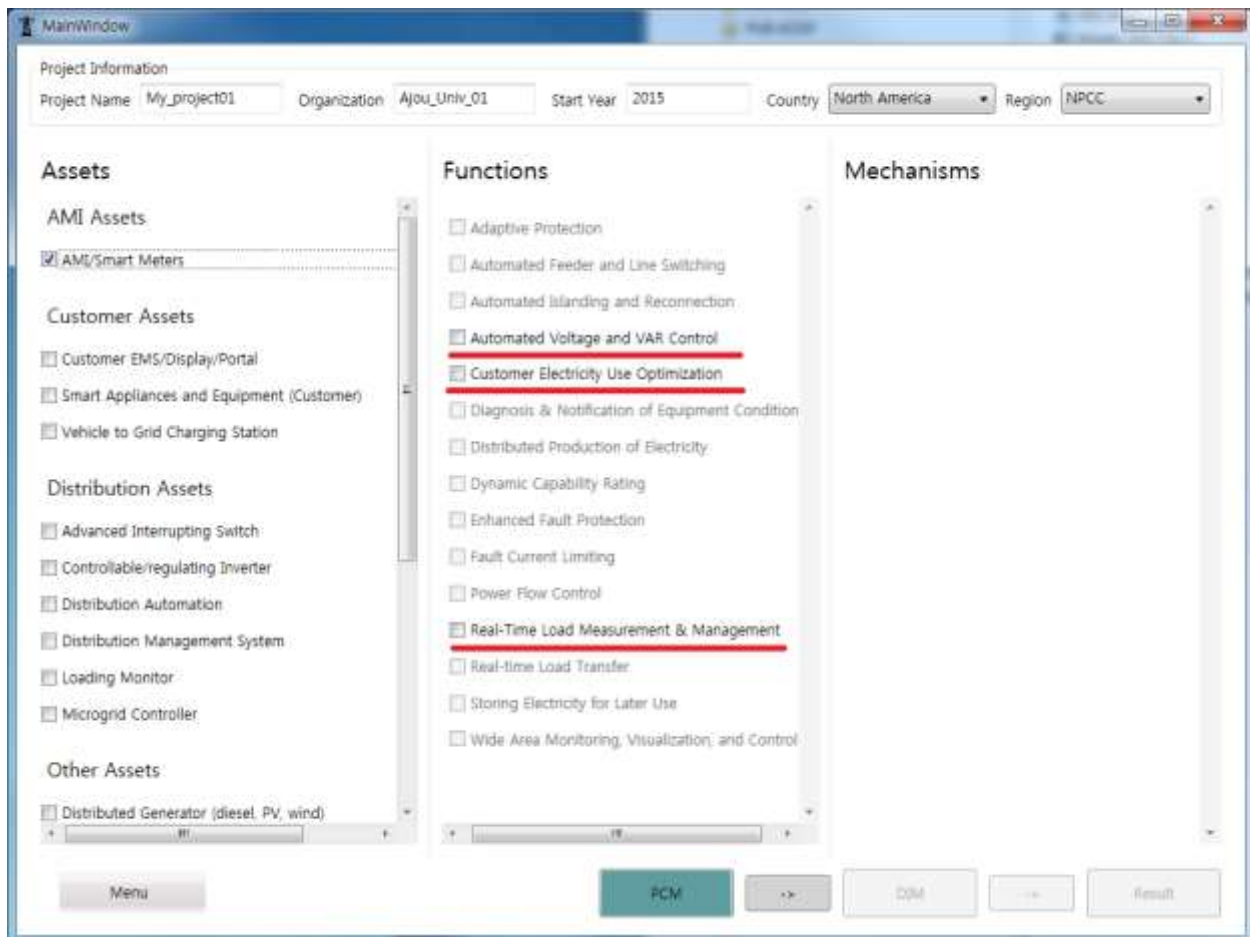 MainWindow
Project Information
Project Name My_project01 Organization Ajou_Univ_01 Start Year 2015 Country North America Region NPCC
Assets
AMI Assets
AMI/Smart Meters
Customer Assets
Customer EMS/Display/Portal
Smart Appliances and Equipment (Customer)
Vehicle to Grid Charging Station
Distribution Assets
Advanced Interrupting Switch
Controllable/regulating Inverter
Distribution Automation
Distribution Management System
Loading Monitor
Microgrid Controller
Other Assets
Distributed Generator (diesel, PV, wind)
Functions
Adaptive Protection
Automated Feeder and Line Switching
Automated Islanding and Reconnection
Automated Voltage and VAR Control
Customer Electricity Use Optimization
Diagnosis & Notification of Equipment Condition
Distributed Production of Electricity
Dynamic Capability Rating
Enhanced Fault Protection
Fault Current Limiting
Power Flow Control
Real-Time Load Measurement & Management
Real-time Load Transfer
Storing Electricity for Later Use
Wide Area Monitoring, Visualization, and Control
Mechanisms
Menu PCM -> -> Result